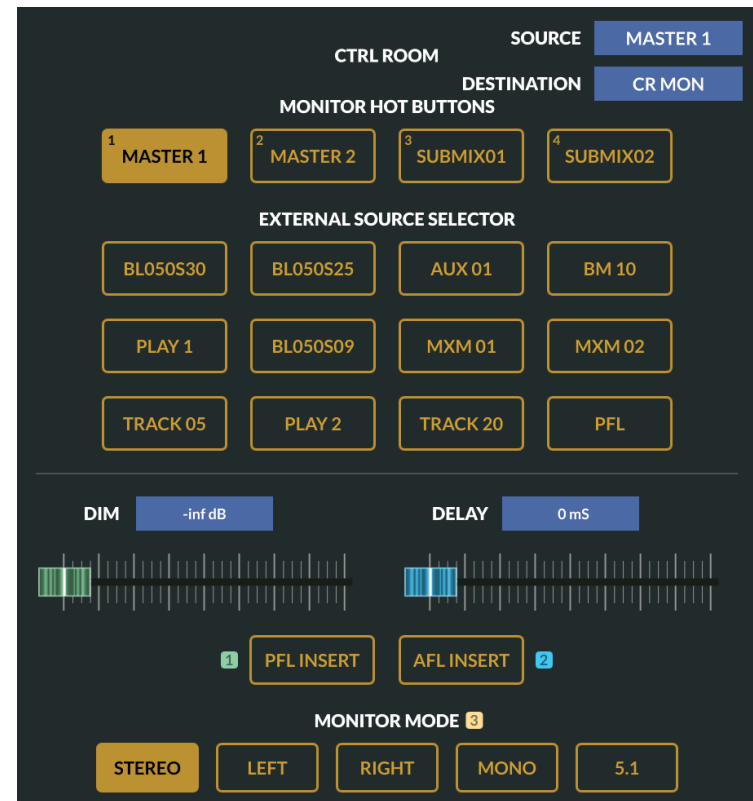 SOURCE MASTER 1
CTRL ROOM
DESTINATION CR MON
MONITOR HOT BUTTONS
1 MASTER 1 2 MASTER 2 3 SUBMIX01 4 SUBMIX02
EXTERNAL SOURCE SELECTOR
BL050S30 BL050S25 AUX 01 BM 10
PLAY 1 BL050S09 MXM 01 MXM 02
TRACK 05 PLAY 2 TRACK 20 PFL
DIM -inf dB DELAY 0 mS
1 PFL INSERT AFL INSERT 2
MONITOR MODE 3
STEREO LEFT RIGHT MONO 5.1